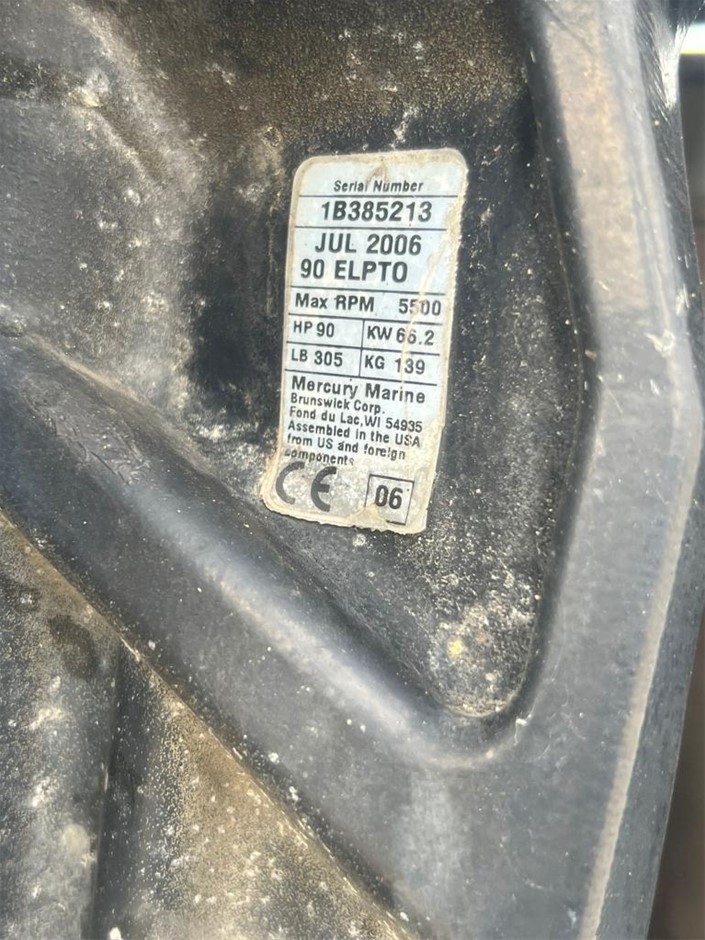 Serial Number
1B385213
JUL 2006
90 ELPTO
Max RPM 5500
HP 90 KW 66.2
LB 305 KG 139
Mercury Marine
Brunswick Corp.
Fond du Lac, WI 54935
Assembled in the USA
from US and foreign
components
CE 06